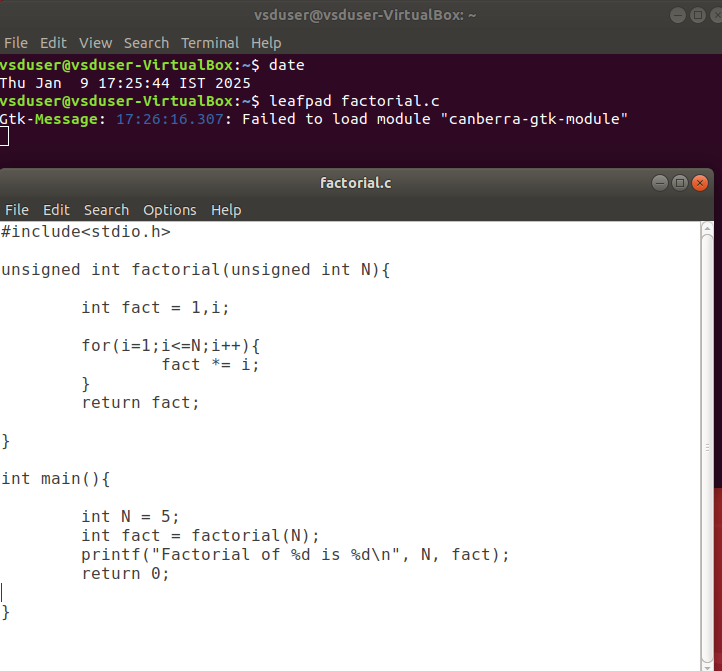 vsduser@vsduser-VirtualBox: ~
File Edit View Search Terminal Help
vsduser@vsduser-VirtualBox:~$ date
Thu Jan  9 17:25:44 IST 2025
vsduser@vsduser-VirtualBox:~$ leafpad factorial.c
Gtk-Message: 17:26:16.307: Failed to load module "canberra-gtk-module"
factorial.c
File Edit Search Options Help
#include<stdio.h>
unsigned int factorial(unsigned int N){
        int fact = 1,i;
        for(i=1;i<=N;i++){
                fact *= i;
        }
        return fact;
}
int main(){
        int N = 5;
        int fact = factorial(N);
        printf("Factorial of %d is %d\n", N, fact);
        return 0;
}